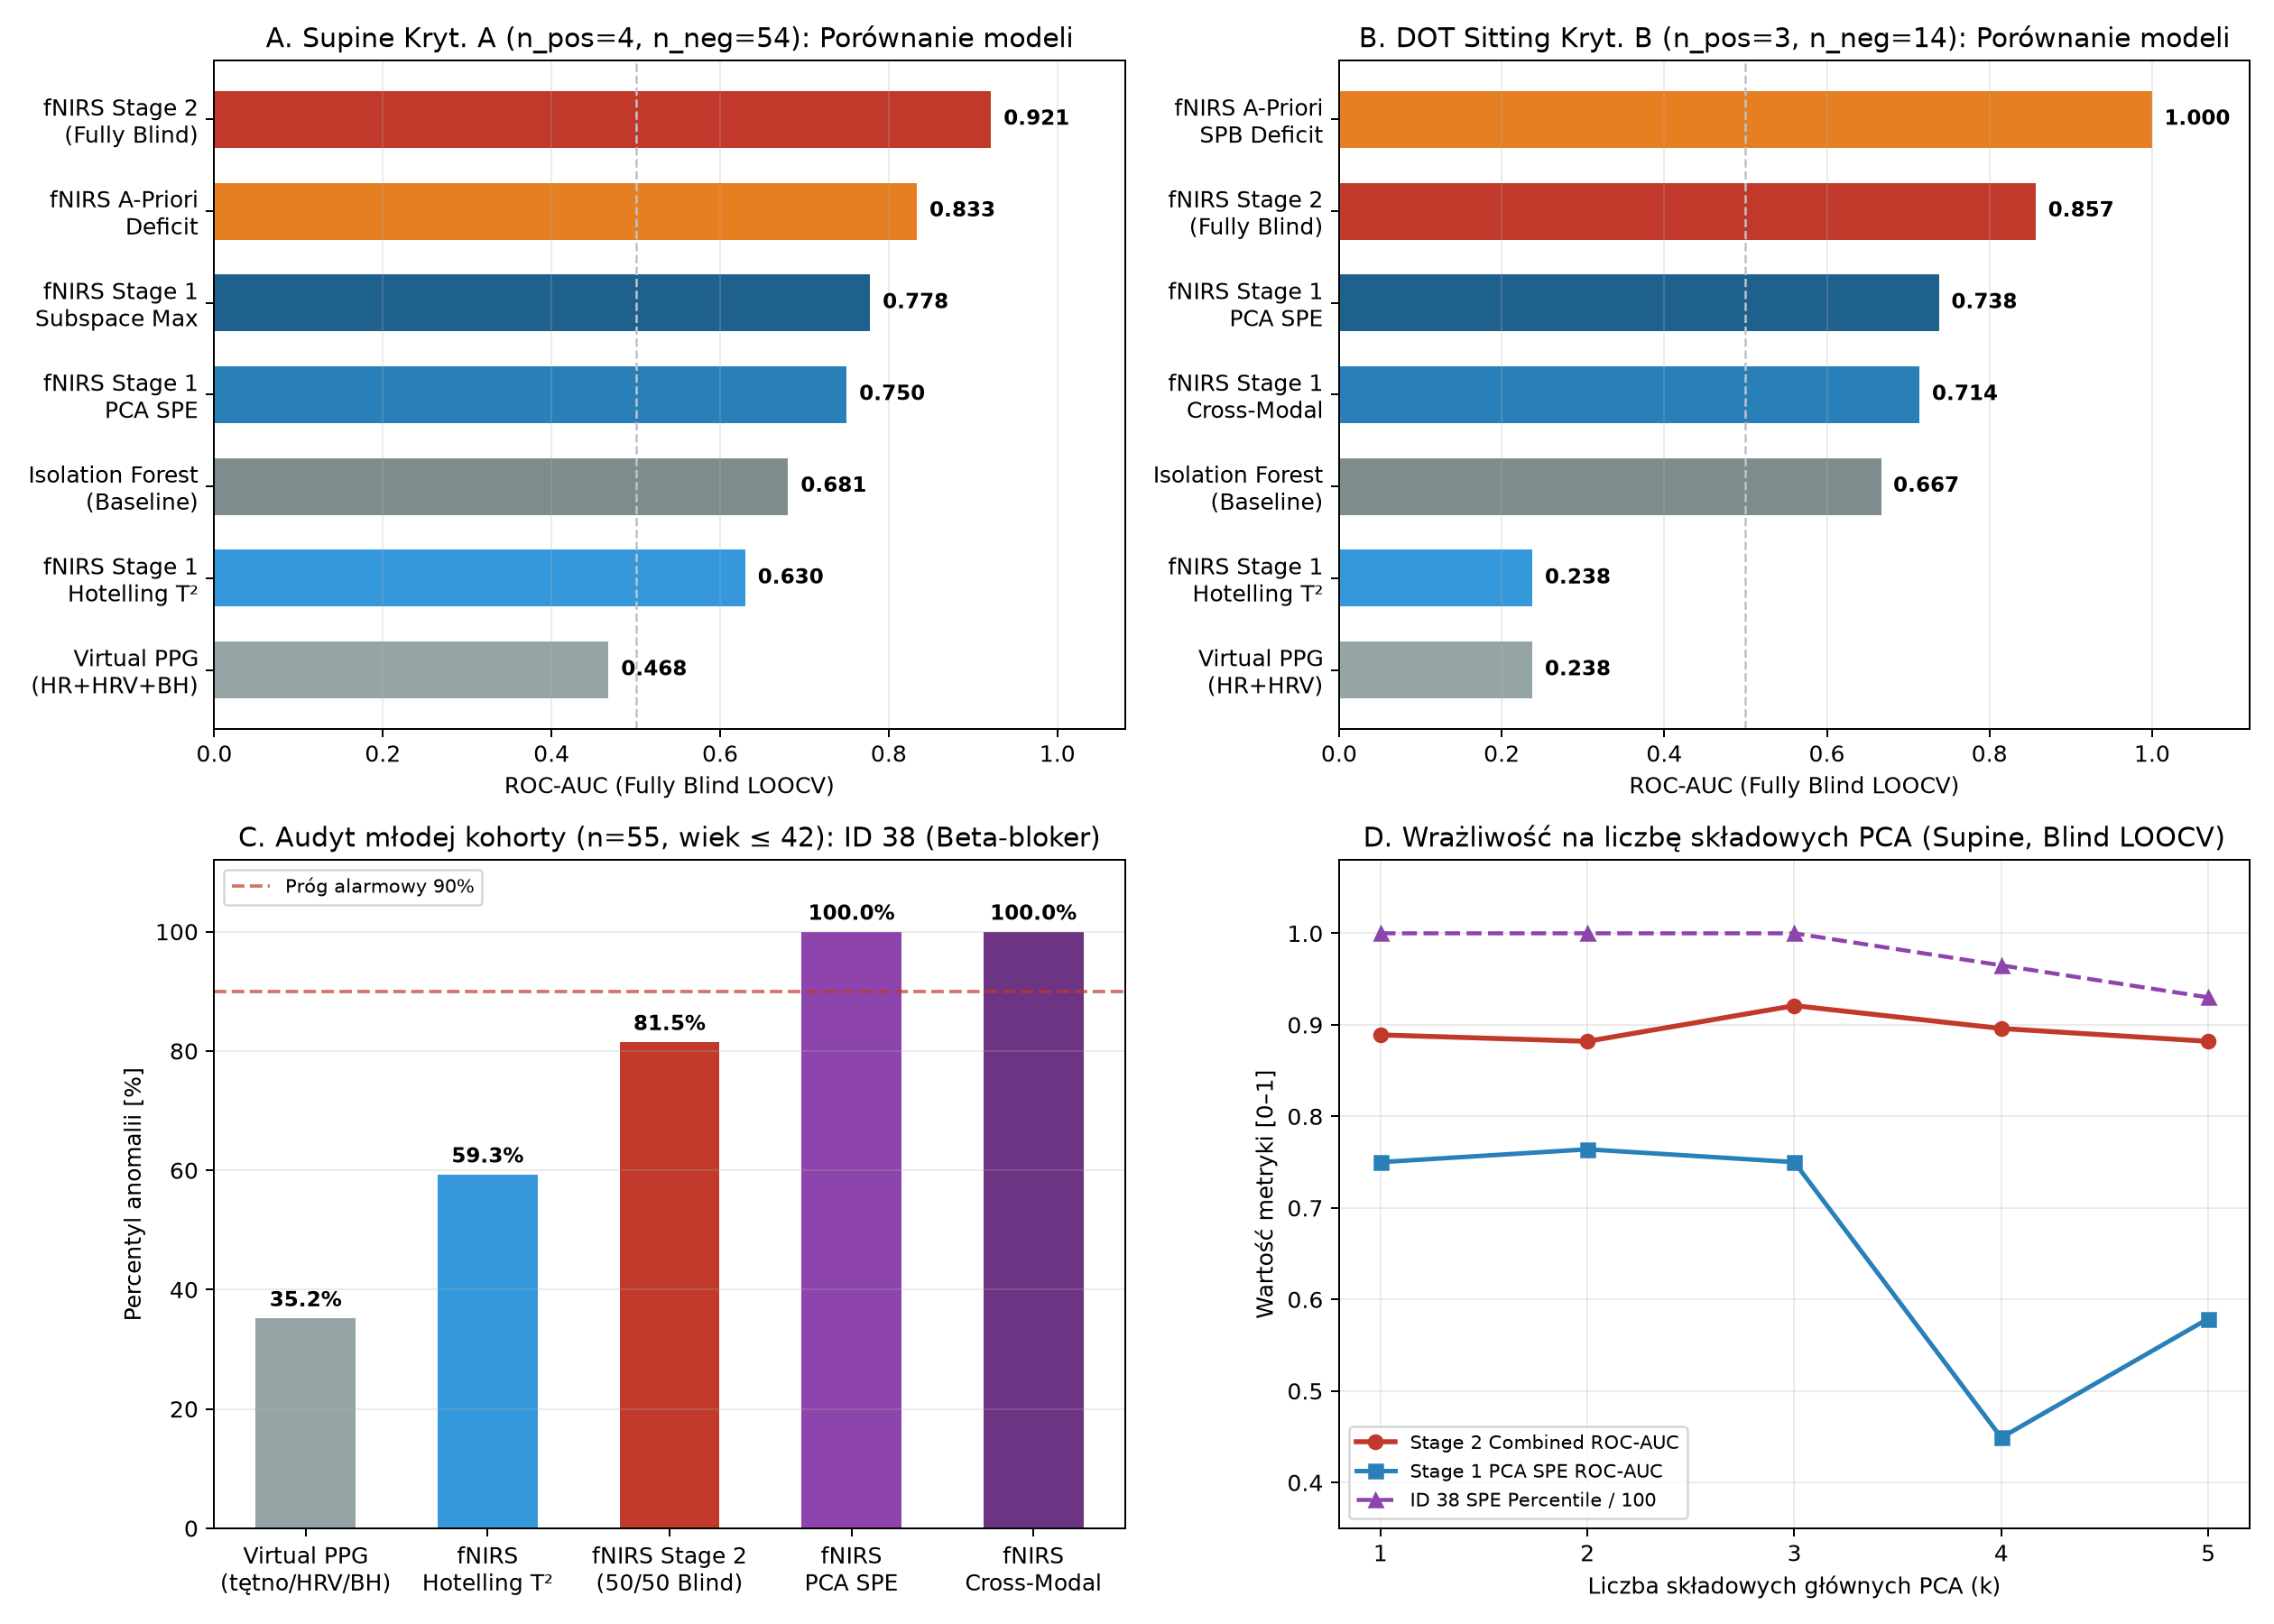 A. Supine Kryt. A (n_pos=4, n_neg=54): Porównanie modeli
fNIRS Stage 2
(Fully Blind)
0.921
fNIRS A-Priori
Deficit
0.833
fNIRS Stage 1
Subspace Max
0.778
fNIRS Stage 1
PCA SPE
0.750
Isolation Forest
(Baseline)
0.681
fNIRS Stage 1
Hotelling T²
0.630
Virtual PPG
(HR+HRV+BH)
0.468
0.0 0.2 0.4 0.6 0.8 1.0
ROC-AUC (Fully Blind LOOCV)
B. DOT Sitting Kryt. B (n_pos=3, n_neg=14): Porównanie modeli
fNIRS A-Priori
SPB Deficit
1.000
fNIRS Stage 2
(Fully Blind)
0.857
fNIRS Stage 1
PCA SPE
0.738
fNIRS Stage 1
Cross-Modal
0.714
Isolation Forest
(Baseline)
0.667
fNIRS Stage 1
Hotelling T²
0.238
Virtual PPG
(HR+HRV)
0.238
0.0 0.2 0.4 0.6 0.8 1.0
ROC-AUC (Fully Blind LOOCV)
C. Audyt młodej kohorty (n=55, wiek ≤ 42): ID 38 (Beta-bloker)
Próg alarmowy 90%
Percentyl anomalii [%]
100
80
60
40
20
0
35.2%
59.3%
81.5%
100.0%
100.0%
Virtual PPG
(tętno/HRV/BH)
fNIRS
Hotelling T²
fNIRS Stage 2
(50/50 Blind)
fNIRS
PCA SPE
fNIRS
Cross-Modal
D. Wrażliwość na liczbę składowych PCA (Supine, Blind LOOCV)
Wartość metryki [0–1]
1.0
0.9
0.8
0.7
0.6
0.5
0.4
Stage 2 Combined ROC-AUC
Stage 1 PCA SPE ROC-AUC
ID 38 SPE Percentile / 100
1 2 3 4 5
Liczba składowych głównych PCA (k)